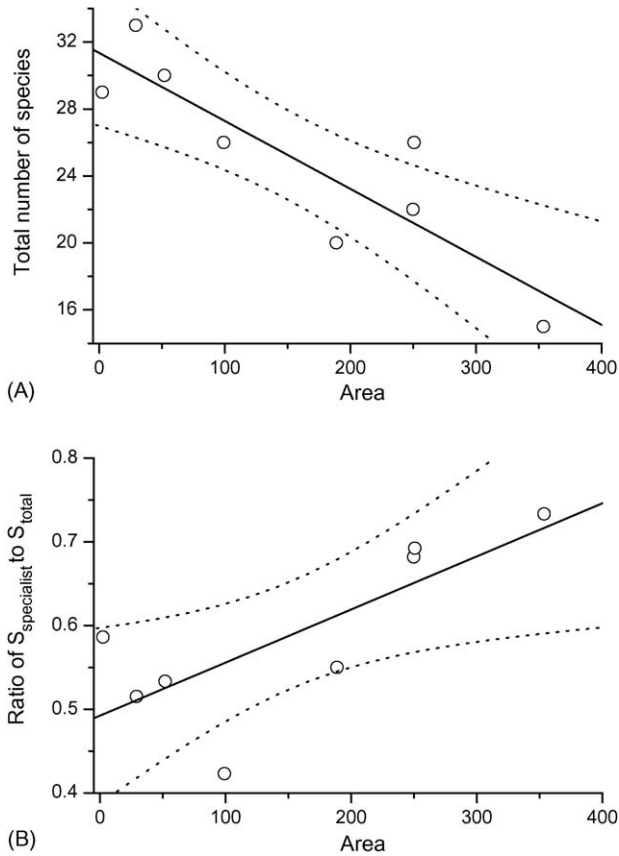 32
28
24
20
16
Total number of species
0 100 200 300 400
Area
(A)
0.8
0.7
0.6
0.5
0.4
Ratio of Sspecialist to Stotal
0 100 200 300 400
Area
(B)